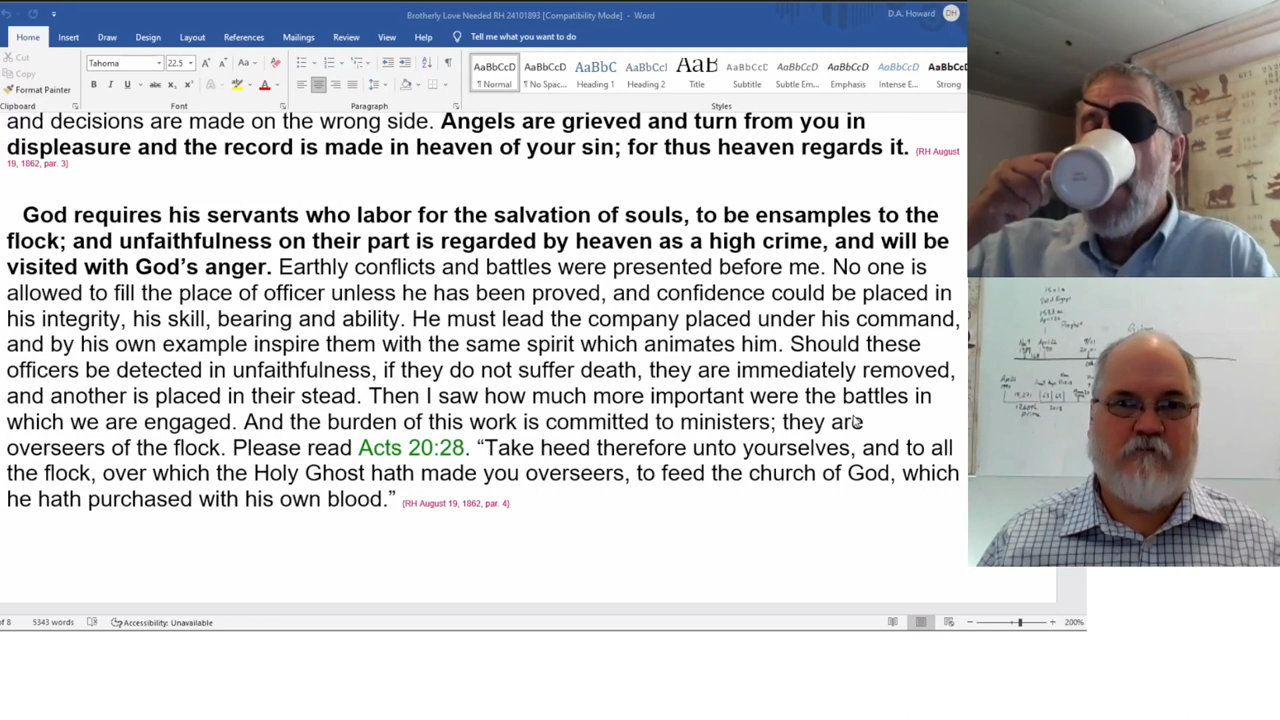 Brotherly Love Needed RH 24101893 [Compatibility Mode] - Word
D.A. Howard
DH
Home Insert Draw Design Layout References Mailings Review View Help Tell me what you want to do
Cut
Copy
Format Painter
Clipboard
Tahoma 22.5
B I U abc
Font
Paragraph
AaBbCcD AaBbCcD AaBbC AaBbCcI AaB AaBbCcD AaBbCcD AaBbCcD AaBbCcD AaBbCcD
¶ Normal ¶ No Spac... Heading 1 Heading 2 Title Subtitle Subtle Em... Emphasis Intense E... Strong
Styles
and decisions are made on the wrong side. Angels are grieved and turn from you in
displeasure and the record is made in heaven of your sin; for thus heaven regards it. {RH August
19, 1862, par. 3}
God requires his servants who labor for the salvation of souls, to be ensamples to the
flock; and unfaithfulness on their part is regarded by heaven as a high crime, and will be
visited with God's anger. Earthly conflicts and battles were presented before me. No one is
allowed to fill the place of officer unless he has been proved, and confidence could be placed in
his integrity, his skill, bearing and ability. He must lead the company placed under his command,
and by his own example inspire them with the same spirit which animates him. Should these
officers be detected in unfaithfulness, if they do not suffer death, they are immediately removed,
and another is placed in their stead. Then I saw how much more important were the battles in
which we are engaged. And the burden of this work is committed to ministers; they are
overseers of the flock. Please read Acts 20:28. “Take heed therefore unto yourselves, and to all
the flock, over which the Holy Ghost hath made you overseers, to feed the church of God, which
he hath purchased with his own blood.” {RH August 19, 1862, par. 4}
of 8 5343 words Accessibility: Unavailable
200%